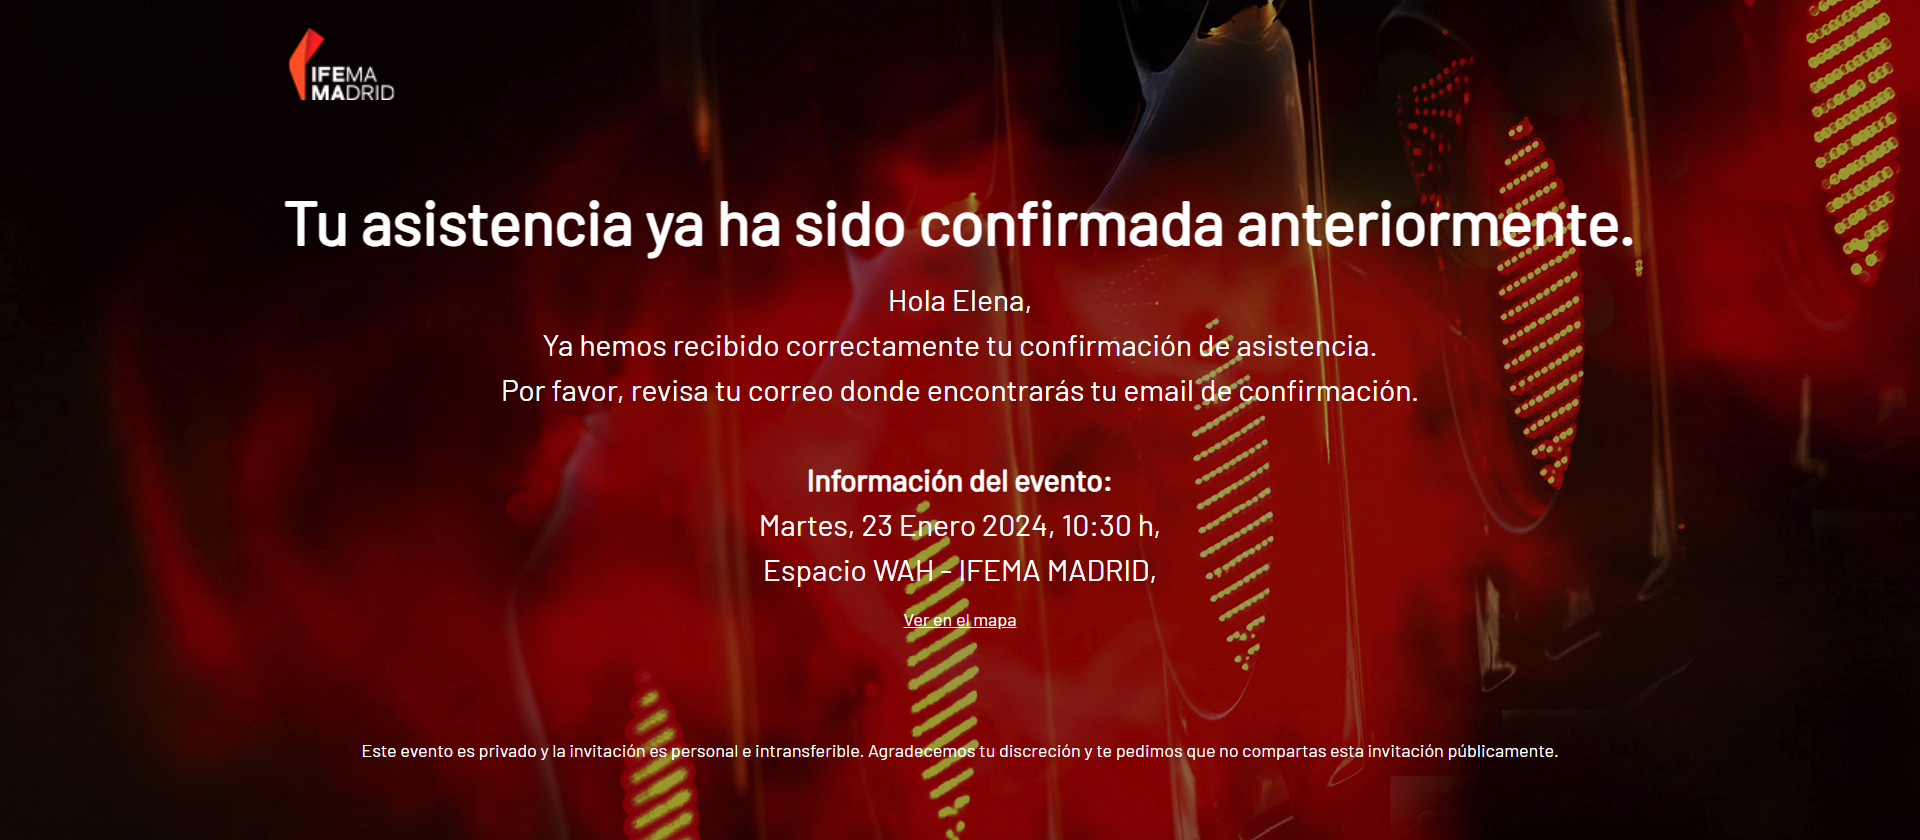 IFEMA
MADRID
Tu asistencia ya ha sido confirmada anteriormente.
Hola Elena,
Ya hemos recibido correctamente tu confirmación de asistencia.
Por favor, revisa tu correo donde encontrarás tu email de confirmación.
Información del evento:
Martes, 23 Enero 2024, 10:30 h,
Espacio WAH - IFEMA MADRID,
Ver en el mapa
Este evento es privado y la invitación es personal e intransferible. Agradecemos tu discreción y te pedimos que no compartas esta invitación públicamente.